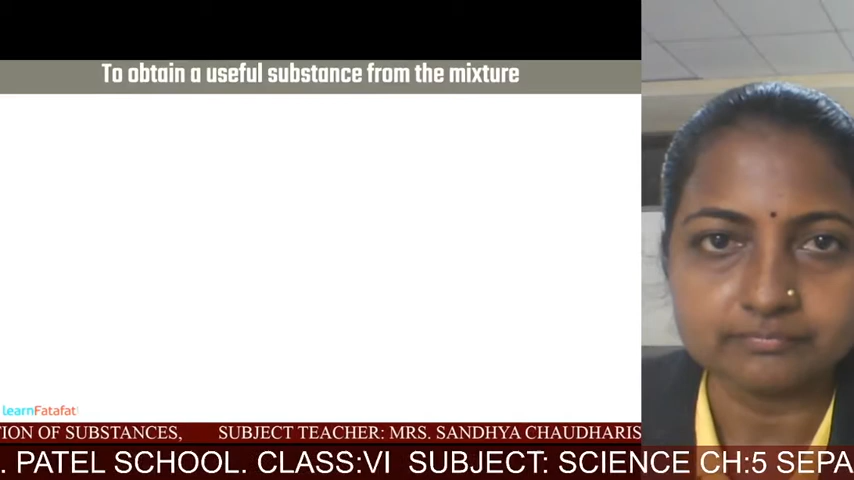 To obtain a useful substance from the mixture
LearnFatafat
ION OF SUBSTANCES, SUBJECT TEACHER: MRS. SANDHYA CHAUDHARIS
. PATEL SCHOOL. CLASS:VI SUBJECT: SCIENCE CH:5 SEPA